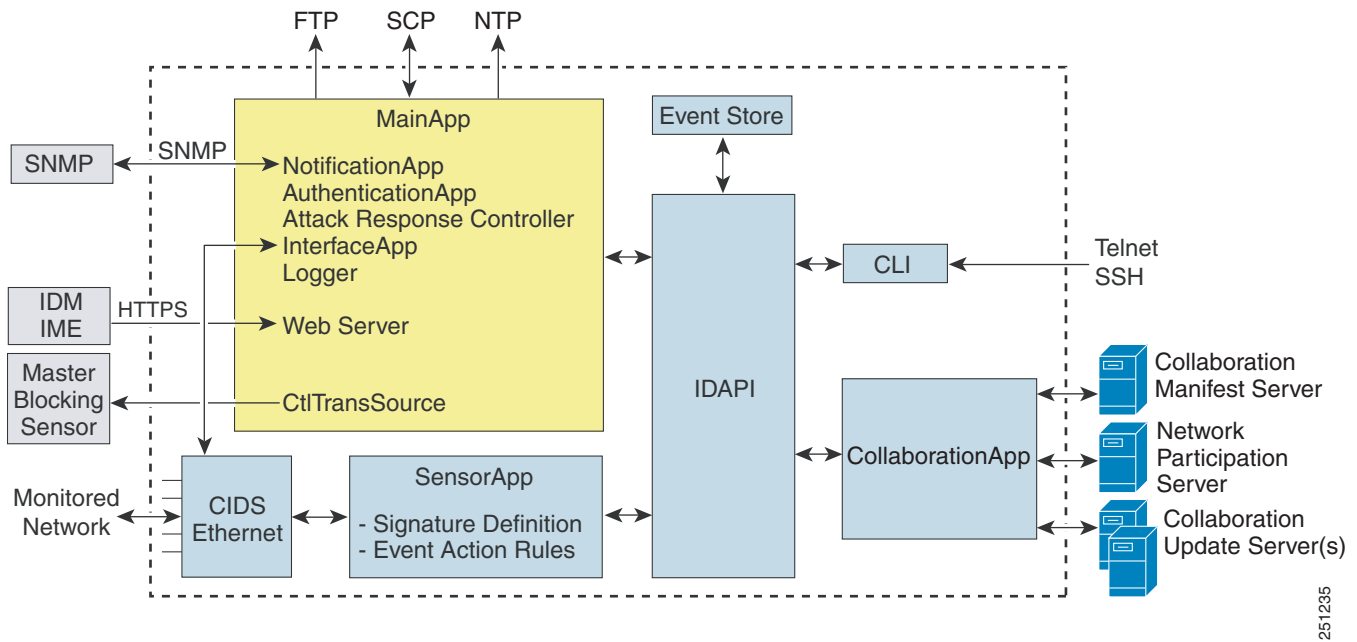 FTP
SCP
NTP
MainApp
Event Store
SNMP
SNMP
NotificationApp
AuthenticationApp
Attack Response Controller
InterfaceApp
Logger
CLI
Telnet
SSH
IDM
IME
HTTPS
Web Server
Master
Blocking
Sensor
CtlTransSource
IDAPI
Collaboration
Manifest Server
CollaborationApp
Network
Participation
Server
Monitored
Network
CIDS
Ethernet
SensorApp
- Signature Definition
- Event Action Rules
Collaboration
Update Server(s)
251235